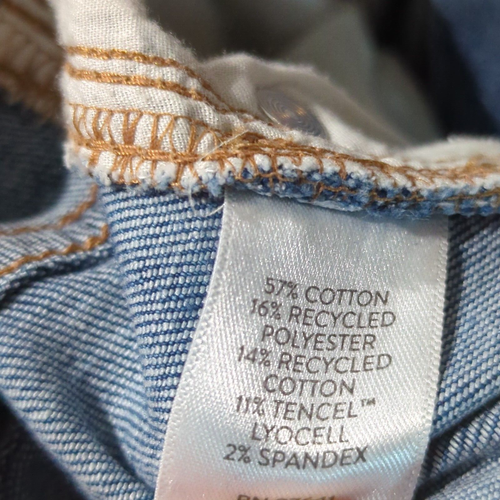 57% COTTON
16% RECYCLED
POLYESTER
14% RECYCLED
COTTON
11% TENCEL™
LYOCELL
2% SPANDEX